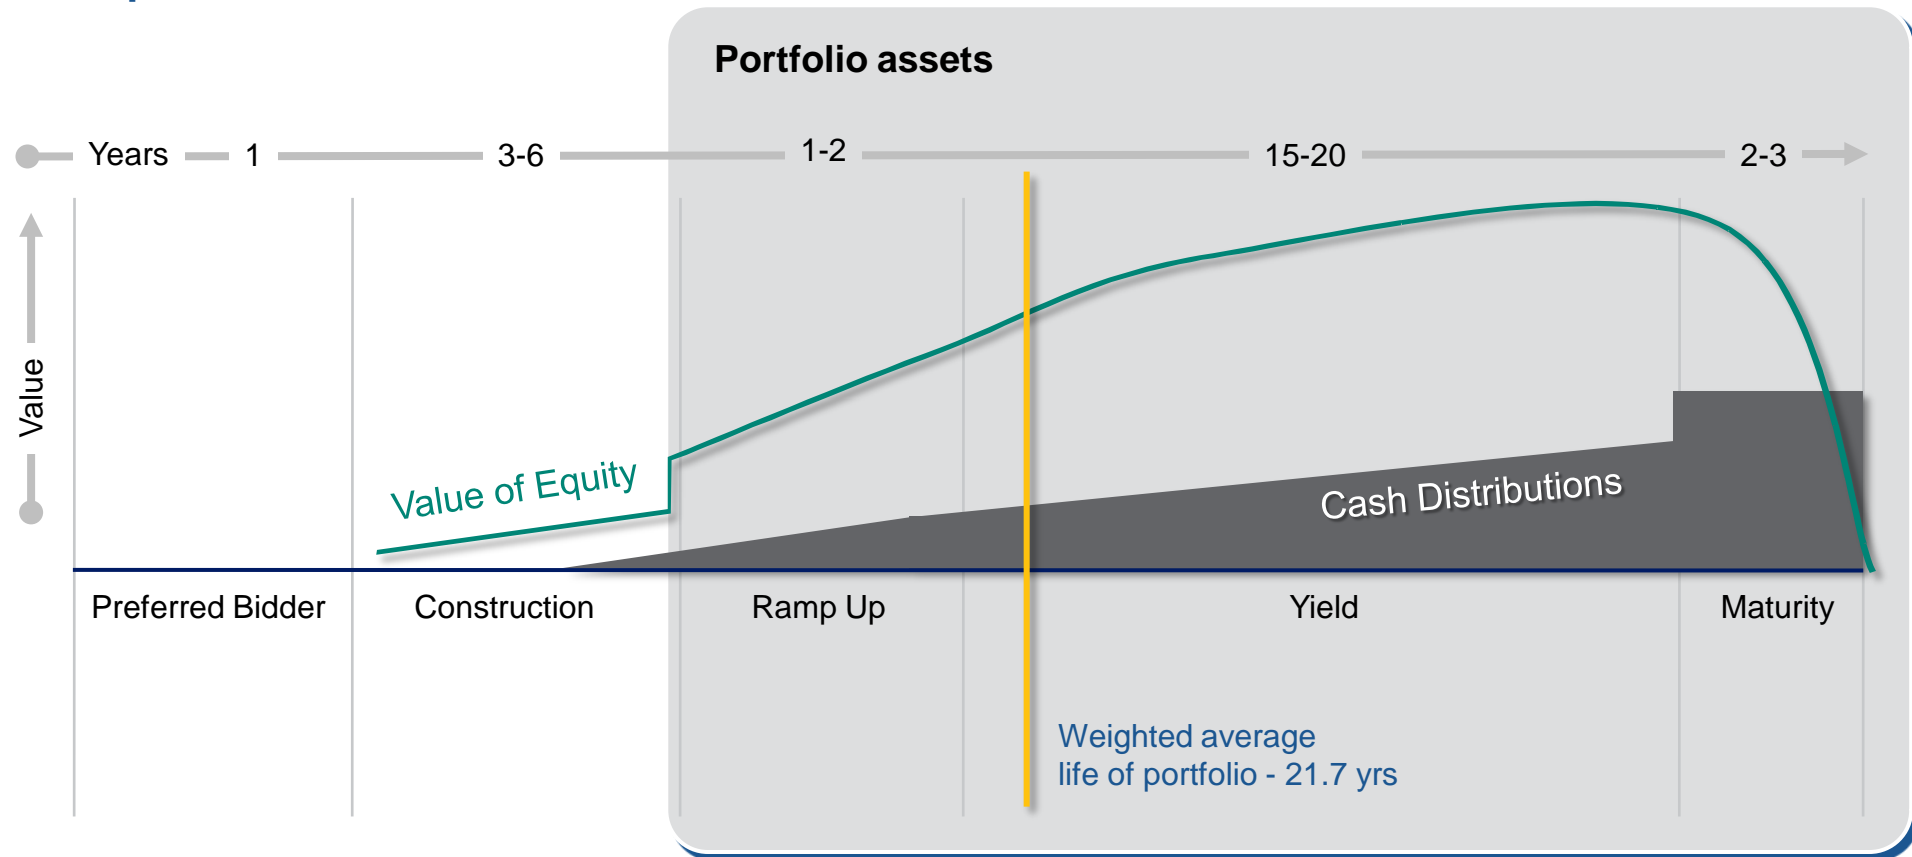 Portfolio assets
Years 1 3-6 1-2 15-20 2-3
Value
Value of Equity
Cash Distributions
Preferred Bidder Construction Ramp Up Yield Maturity
Weighted average
life of portfolio - 21.7 yrs